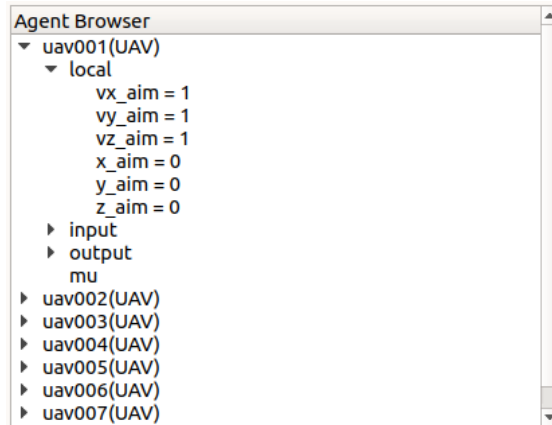 Agent Browser
uav001(UAV)
local
vx_aim = 1
vy_aim = 1
vz_aim = 1
x_aim = 0
y_aim = 0
z_aim = 0
input
output
mu
uav002(UAV)
uav003(UAV)
uav004(UAV)
uav005(UAV)
uav006(UAV)
uav007(UAV)